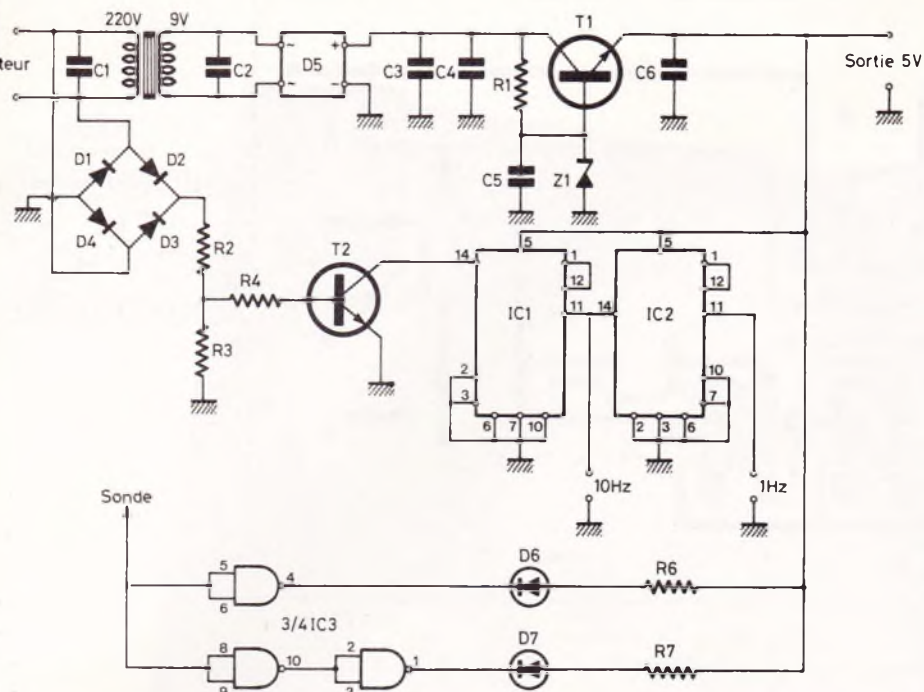 220V 9V T1
teur C1 C2 D5 C3 C4 R1 C6 Sortie 5V
~ + ~ -
D1 D2 C5 Z1
D4 D3
R2 T2 14 5 1 5 1
R4 12 12
IC1 11 14 IC2 11
R3
2 10
3 7
6 7 10 2 3 6
10Hz 1Hz
Sonde
D6 R6
5 4
6
3/4 IC3
D7 R7
8 10 2 1
9 3